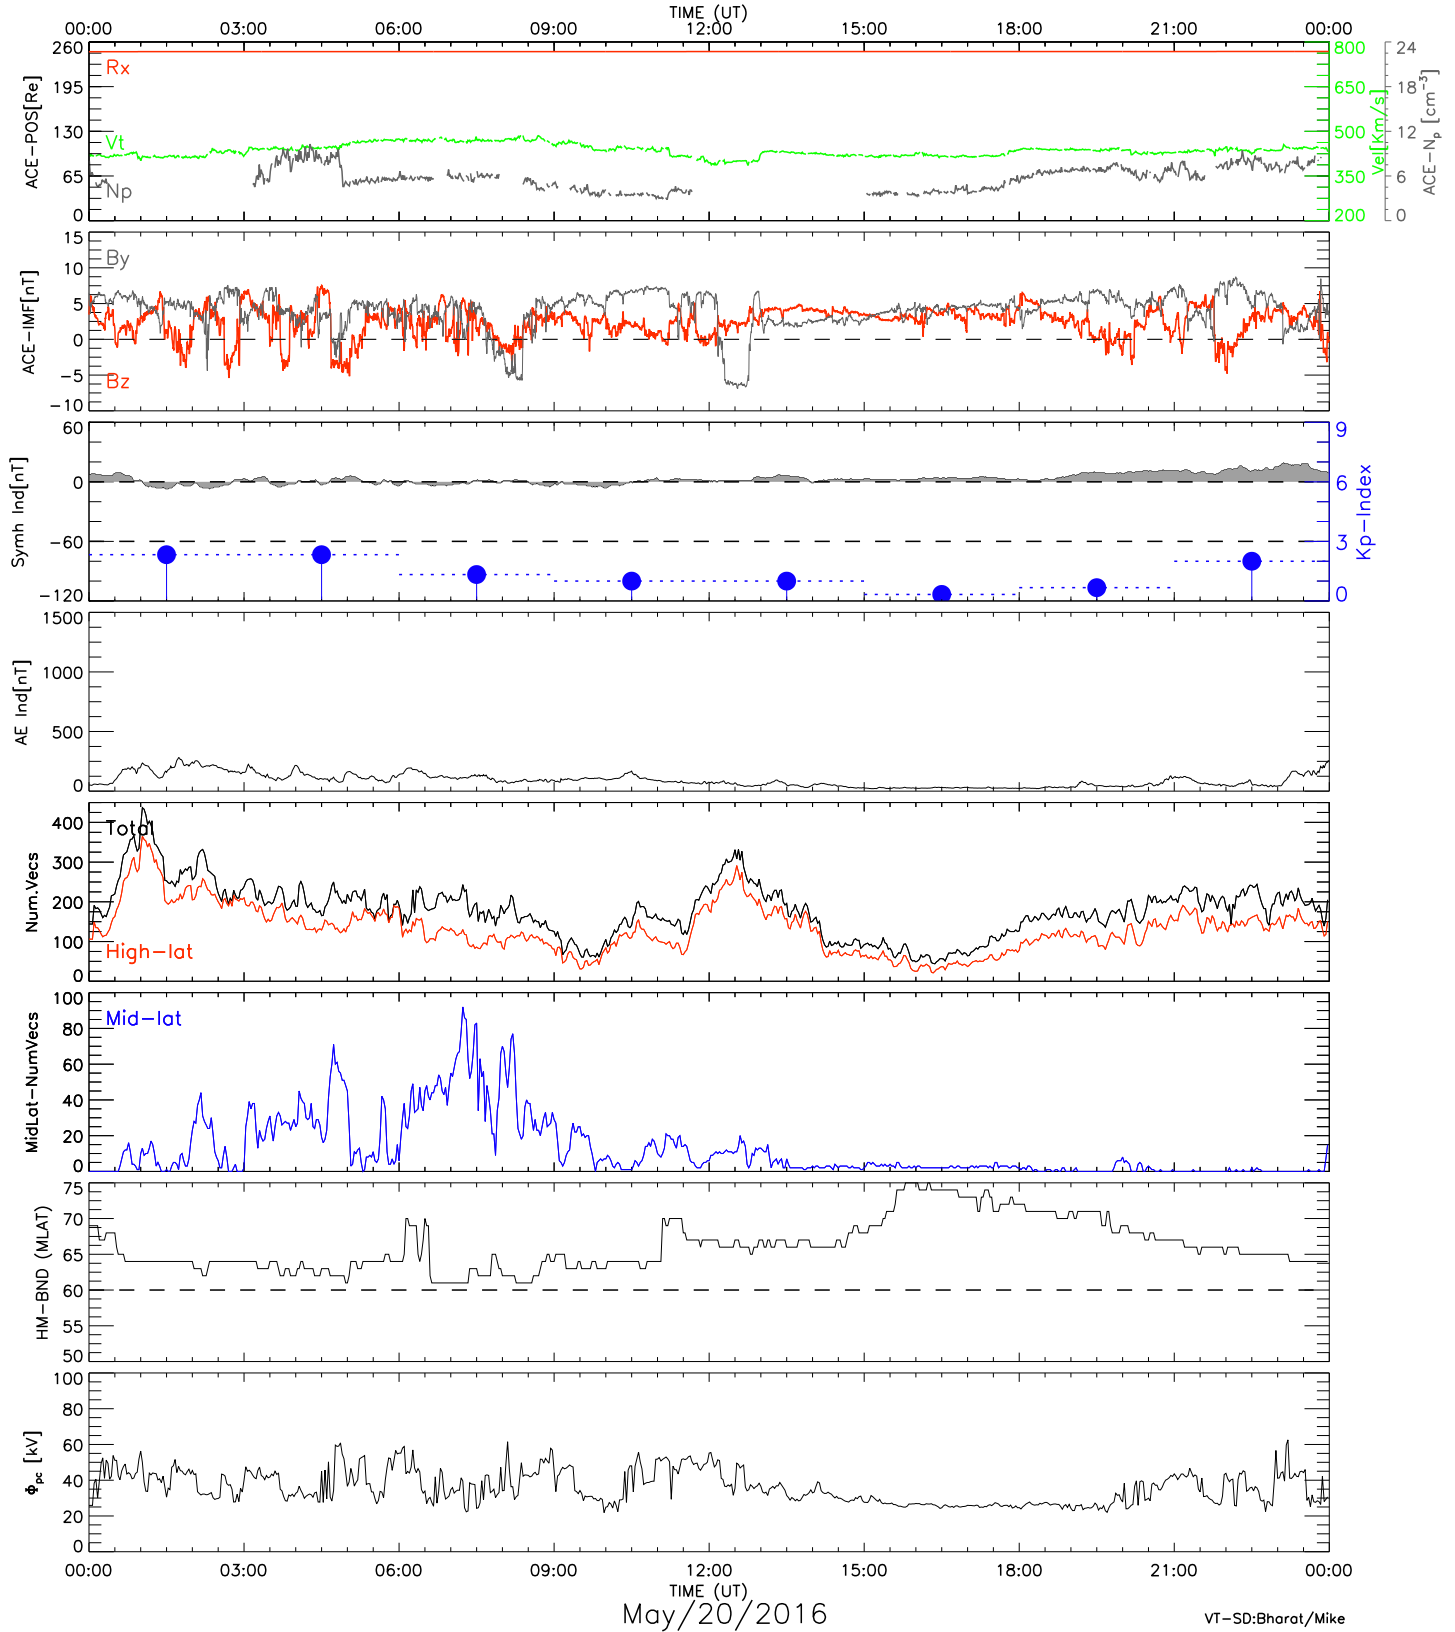 TIME (UT)
00:00 03:00 06:00 09:00 12:00 15:00 18:00 21:00 00:00
260 195 130 65 0
ACE-POS[Re]
Rx
Vt
Np
800 650 500 350 200
Vel[Km/s]
24 18 12 6 0
ACE-Np [cm-3]
15 10 5 0 -5 -10
ACE-IMF[nT]
By
Bz
60 0 -60 -120
Symh Ind[nT]
9 6 3 0
Kp-Index
1500 1000 500 0
AE Ind[nT]
400 300 200 100 0
Num.Vecs
Total
High-lat
100 80 60 40 20 0
MidLat-NumVecs
Mid-lat
75 70 65 60 55 50
HM-BND (MLAT)
100 80 60 40 20 0
Φpc [kV]
00:00 03:00 06:00 09:00 12:00 15:00 18:00 21:00 00:00
TIME (UT)
May/20/2016
VT-SD:Bharat/Mike